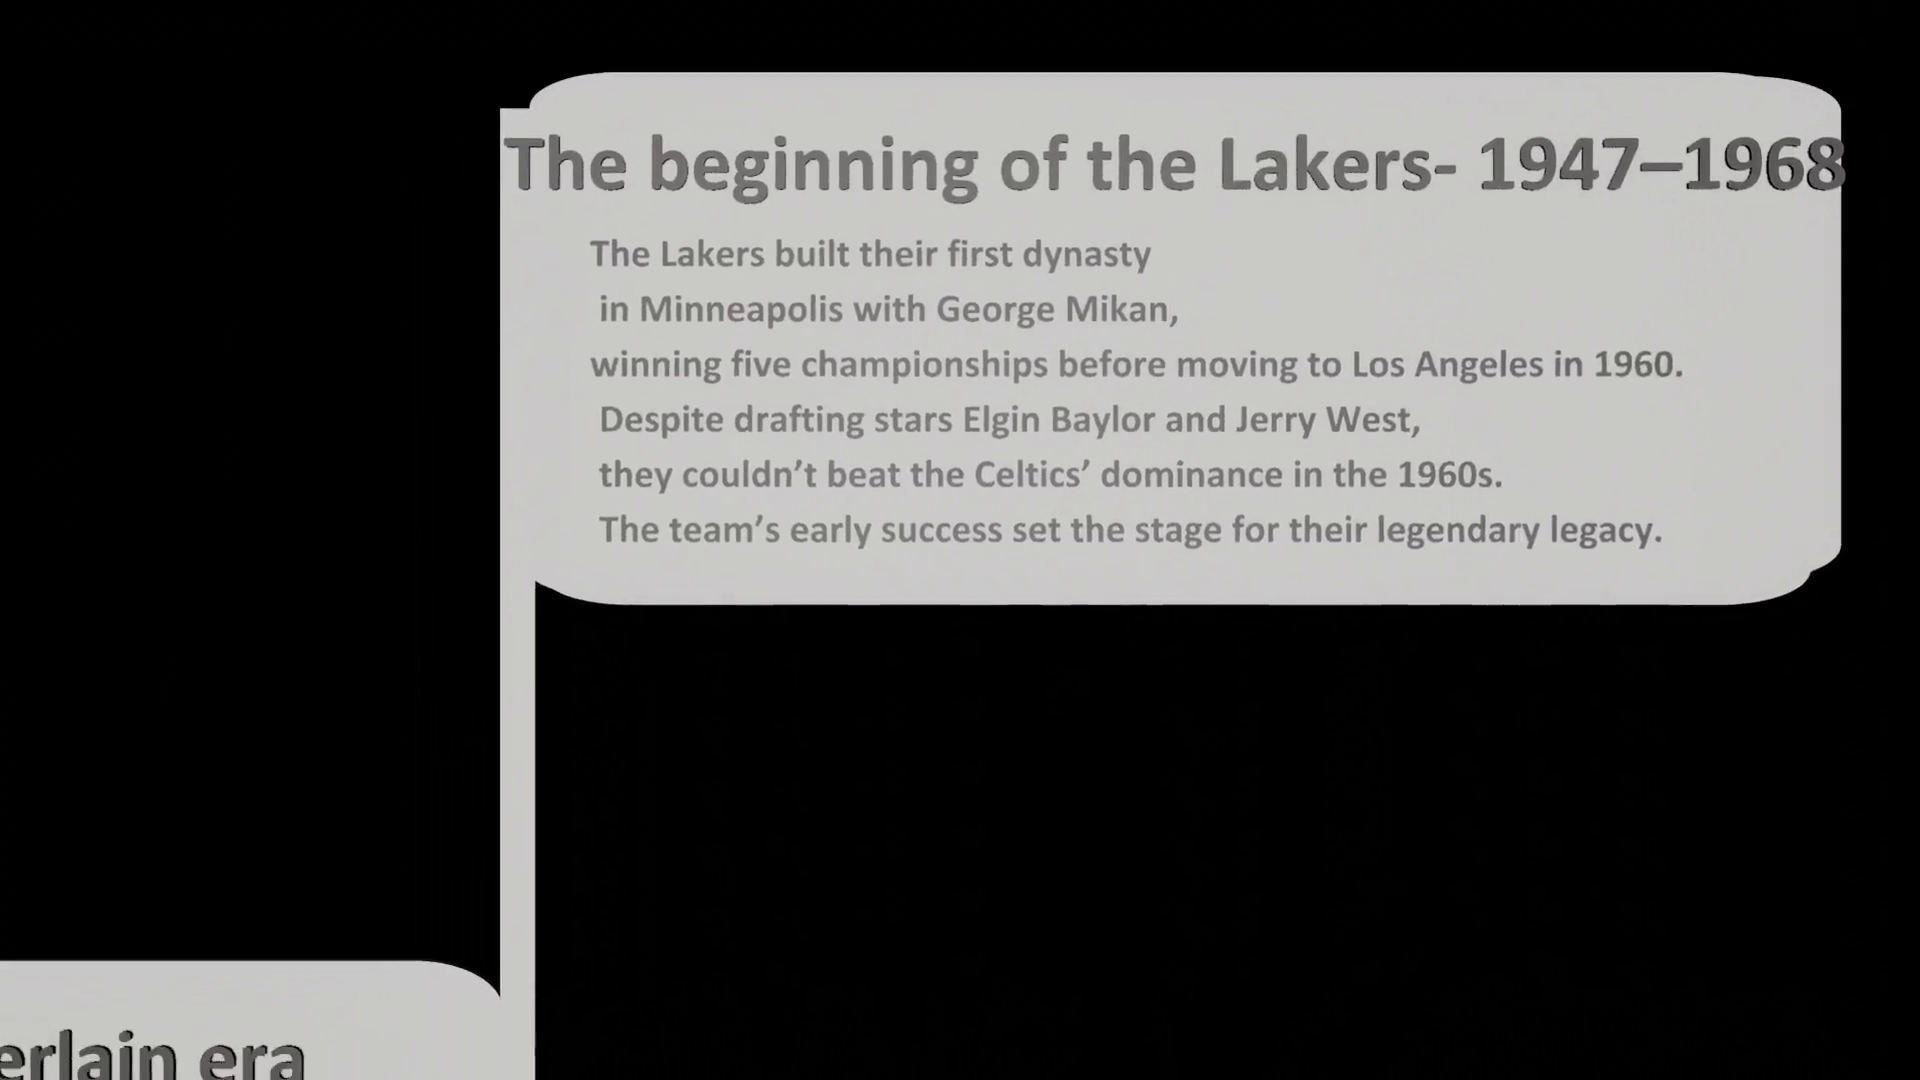 The beginning of the Lakers- 1947–1968
The Lakers built their first dynasty
in Minneapolis with George Mikan,
winning five championships before moving to Los Angeles in 1960.
Despite drafting stars Elgin Baylor and Jerry West,
they couldn’t beat the Celtics’ dominance in the 1960s.
The team’s early success set the stage for their legendary legacy.
erlain era